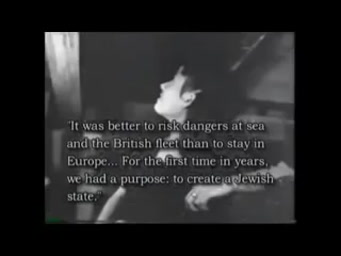 "It was better to risk dangers at sea
and the British fleet than to stay in
Europe... For the first time in years,
we had a purpose: to create a Jewish
state."